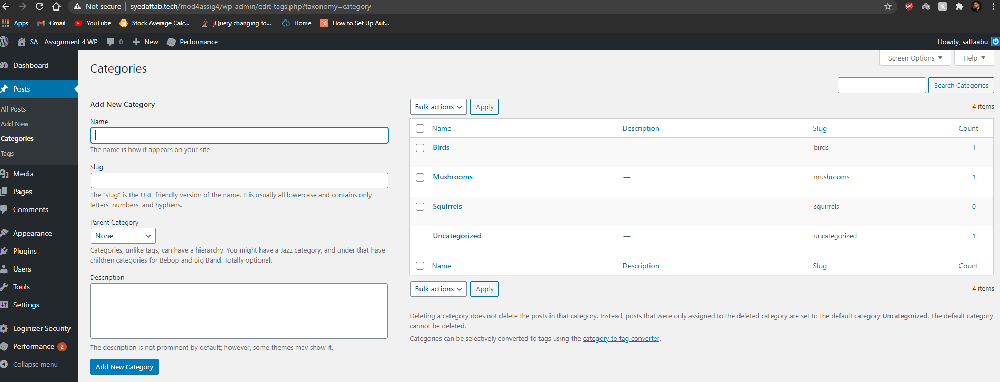 Not secure syedaftab.tech/mod4assig4/wp-admin/edit-tags.php?taxonomy=category
Apps Gmail YouTube Stock Average Calc... jQuery changing fo... Home How to Set Up Aut...
SA - Assignment 4 WP 0 New Performance Howdy, saftaabu
Screen Options Help
Dashboard
Posts
All Posts
Add New
Categories
Tags
Media
Pages
Comments
Appearance
Plugins
Users
Tools
Settings
Loginizer Security
Performance 2
Collapse menu
Categories
Search Categories
Add New Category
Name
The name is how it appears on your site.
Slug
The “slug” is the URL-friendly version of the name. It is usually all lowercase and contains only
letters, numbers, and hyphens.
Parent Category
None
Categories, unlike tags, can have a hierarchy. You might have a Jazz category, and under that have
children categories for Bebop and Big Band. Totally optional.
Description
The description is not prominent by default; however, some themes may show it.
Add New Category
Bulk actions Apply 4 items
Name Description Slug Count
Birds — birds 1
Mushrooms — mushrooms 1
Squirrels — squirrels 0
Uncategorized — uncategorized 1
Name Description Slug Count
Bulk actions Apply 4 items
Deleting a category does not delete the posts in that category. Instead, posts that were only assigned to the deleted category are set to the default category Uncategorized. The default category
cannot be deleted.
Categories can be selectively converted to tags using the category to tag converter.